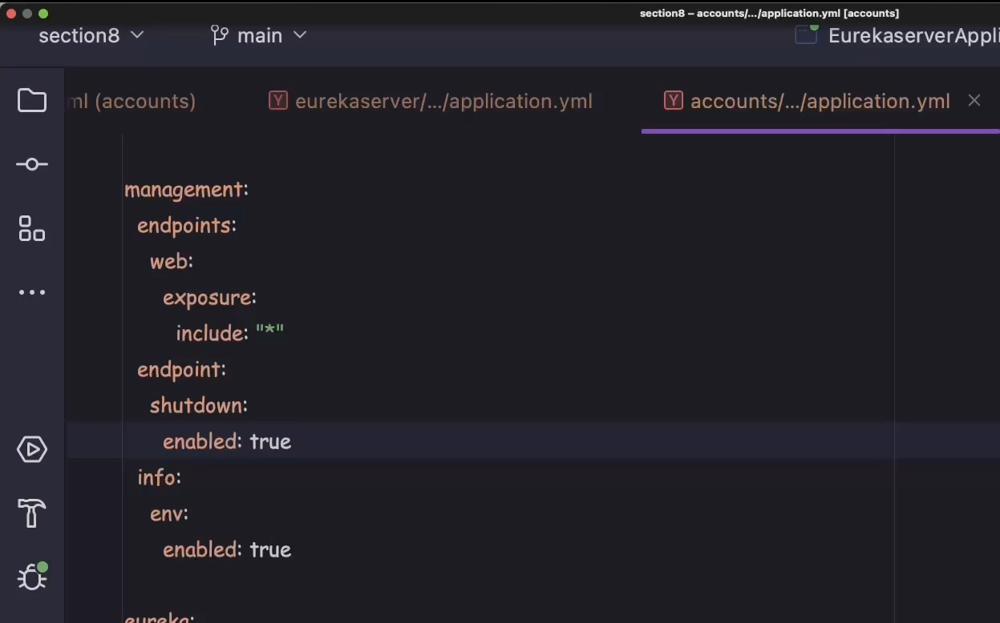 section8 – accounts/.../application.yml [accounts]
section8 main EurekaserverAppli
ml (accounts) eurekaserver/.../application.yml accounts/.../application.yml
management:
endpoints:
web:
exposure:
include: "*"
endpoint:
shutdown:
enabled: true
info:
env:
enabled: true
eureka: